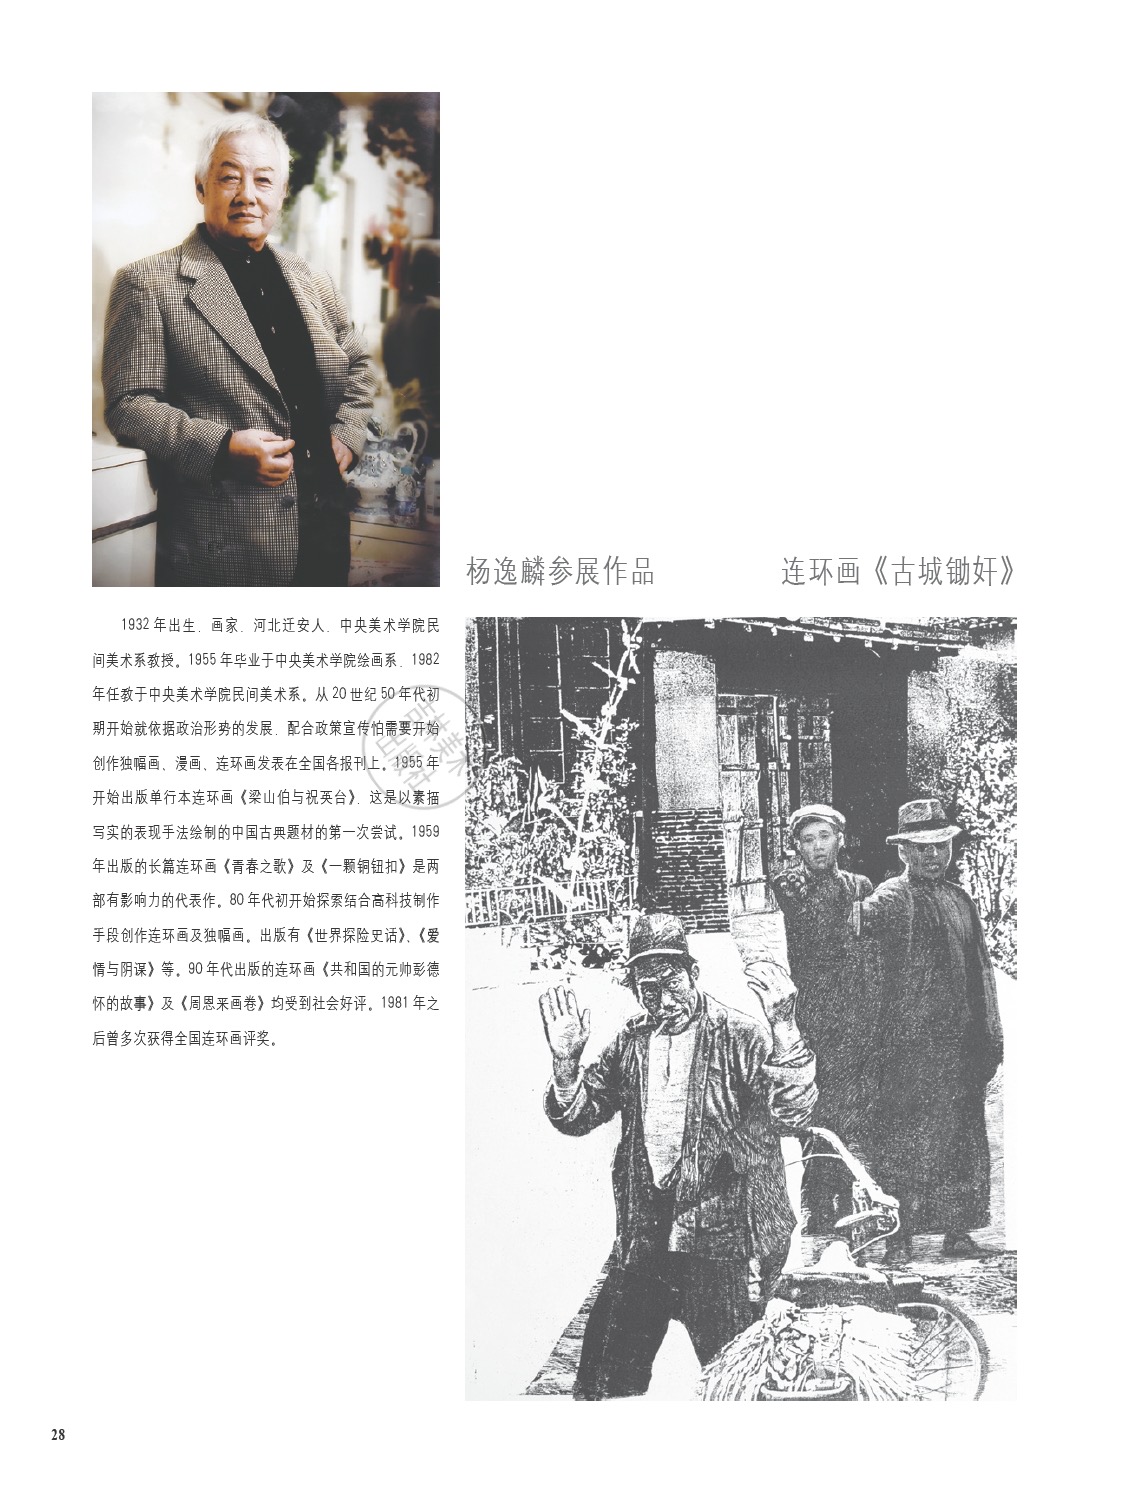 杨逸麟参展作品 连环画《古城锄奸》
1932 年出生．画家．河北迁安人．中央美术学院民
间美术系教授。1955 年毕业于中央美术学院绘画系．1982
年任教于中央美术学院民间美术系。从 20 世纪 50 年代初
期开始就依据政治形势的发展．配合政策宣传怕需要开始
创作独幅画、漫画、连环画发表在全国各报刊上。1955 年
开始出版单行本连环画《梁山伯与祝英台》．这是以素描
写实的表现手法绘制的中国古典题材的第一次尝试。1959
年出版的长篇连环画《青春之歌》及《一颗铜钮扣》是两
部有影响力的代表作。80 年代初开始探索结合高科技制作
手段创作连环画及独幅画。出版有《世界探险史话》、《爱
情与阴谋》等。90 年代出版的连环画《共和国的元帅彭德
怀的故事》及《周恩来画卷》均受到社会好评。1981 年之
后曾多次获得全国连环画评奖。
吉林美术
出版社
28